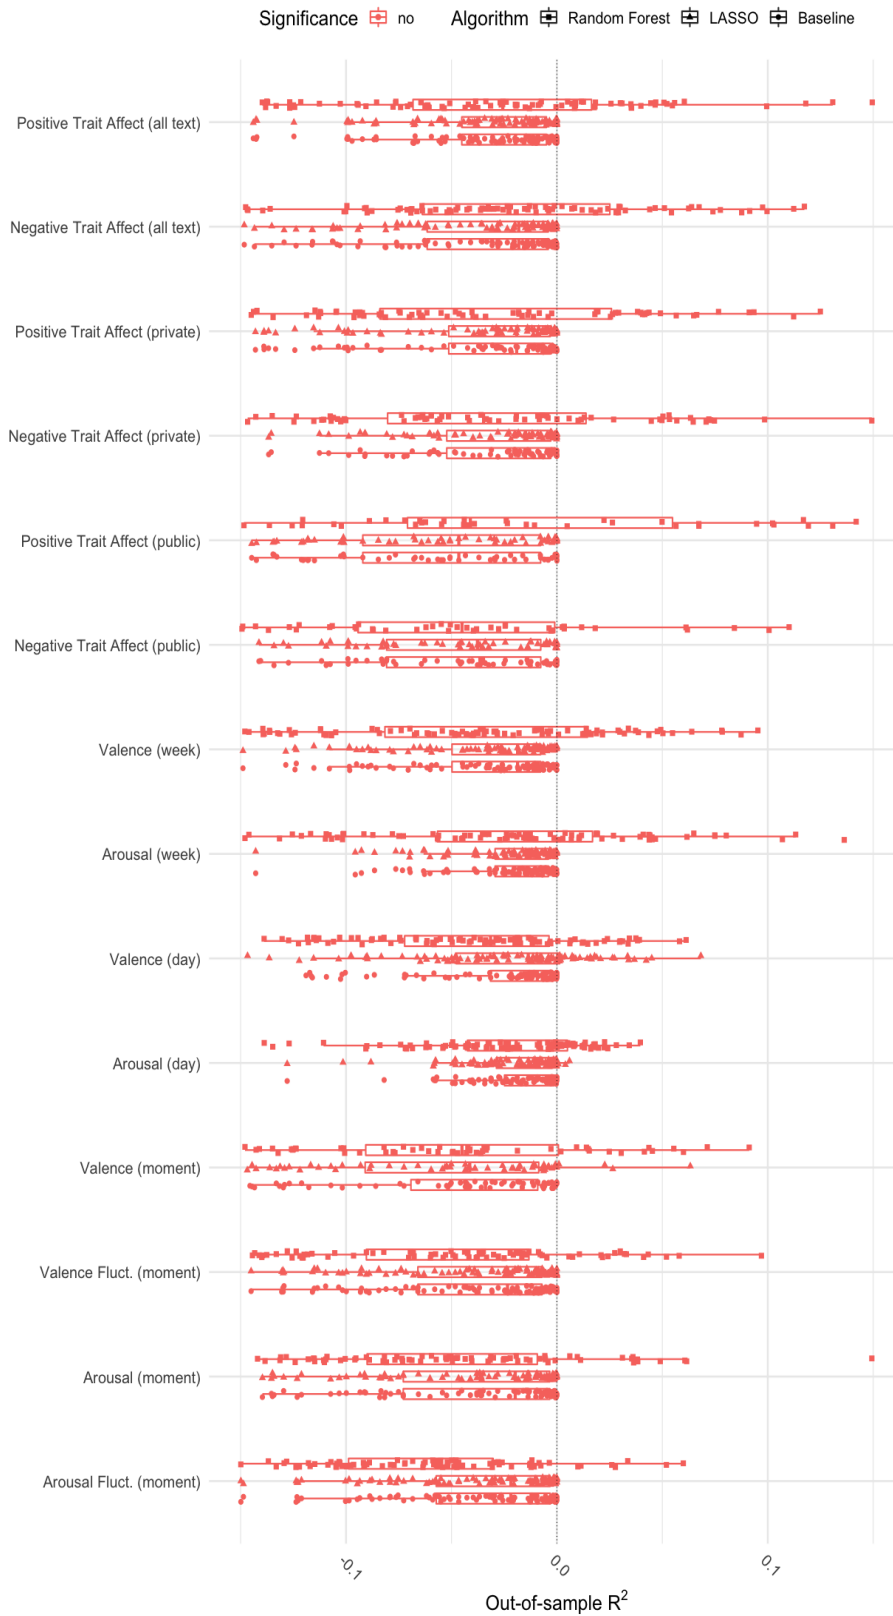 Significance no Algorithm Random Forest LASSO Baseline
Positive Trait Affect (all text)
Negative Trait Affect (all text)
Positive Trait Affect (private)
Negative Trait Affect (private)
Positive Trait Affect (public)
Negative Trait Affect (public)
Valence (week)
Arousal (week)
Valence (day)
Arousal (day)
Valence (moment)
Valence Fluct. (moment)
Arousal (moment)
Arousal Fluct. (moment)
-0.1 0.0 0.1
Out-of-sample R²